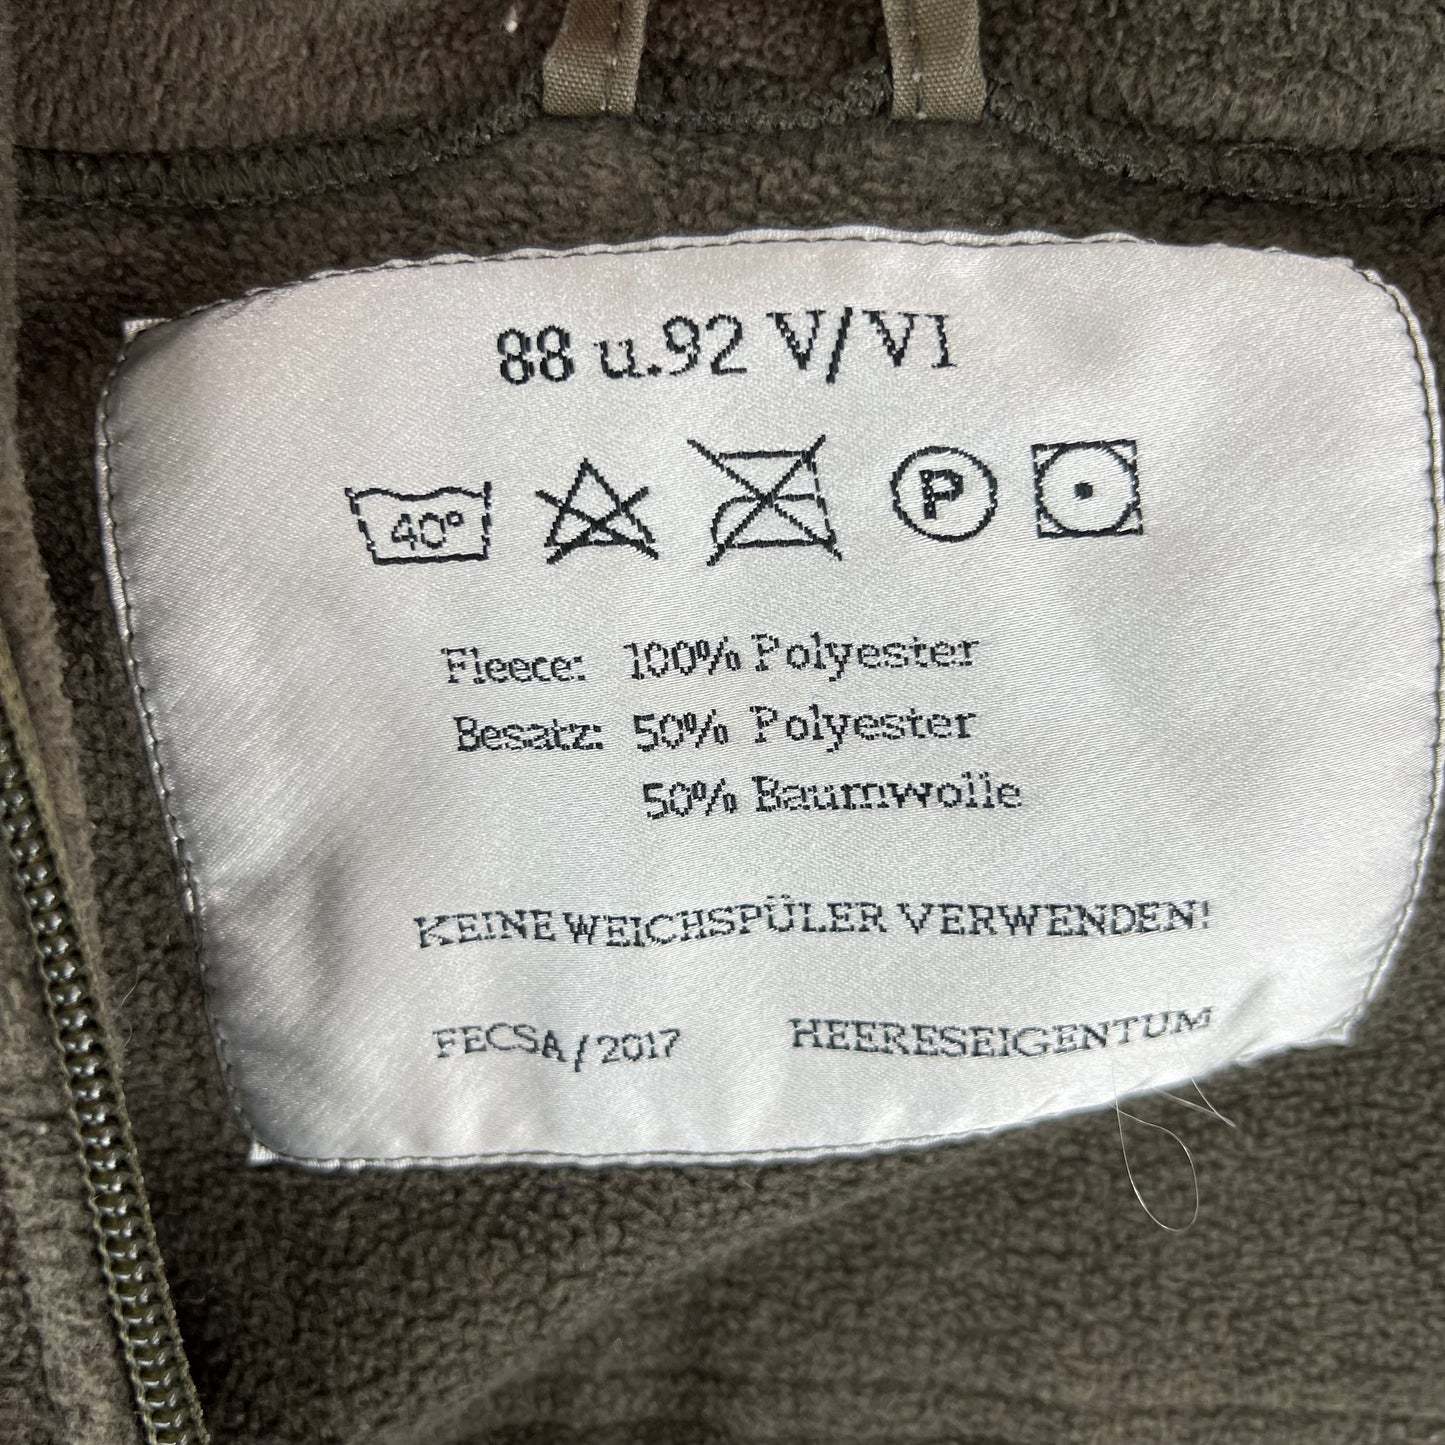 88 u.92 V/VI
40°
P
Fleece: 100% Polyester
Besatz: 50% Polyester
50% Baumwolle
KEINE WEICHSPÜLER VERWENDEN!
FECSA/2017 HEERESEIGENTUM